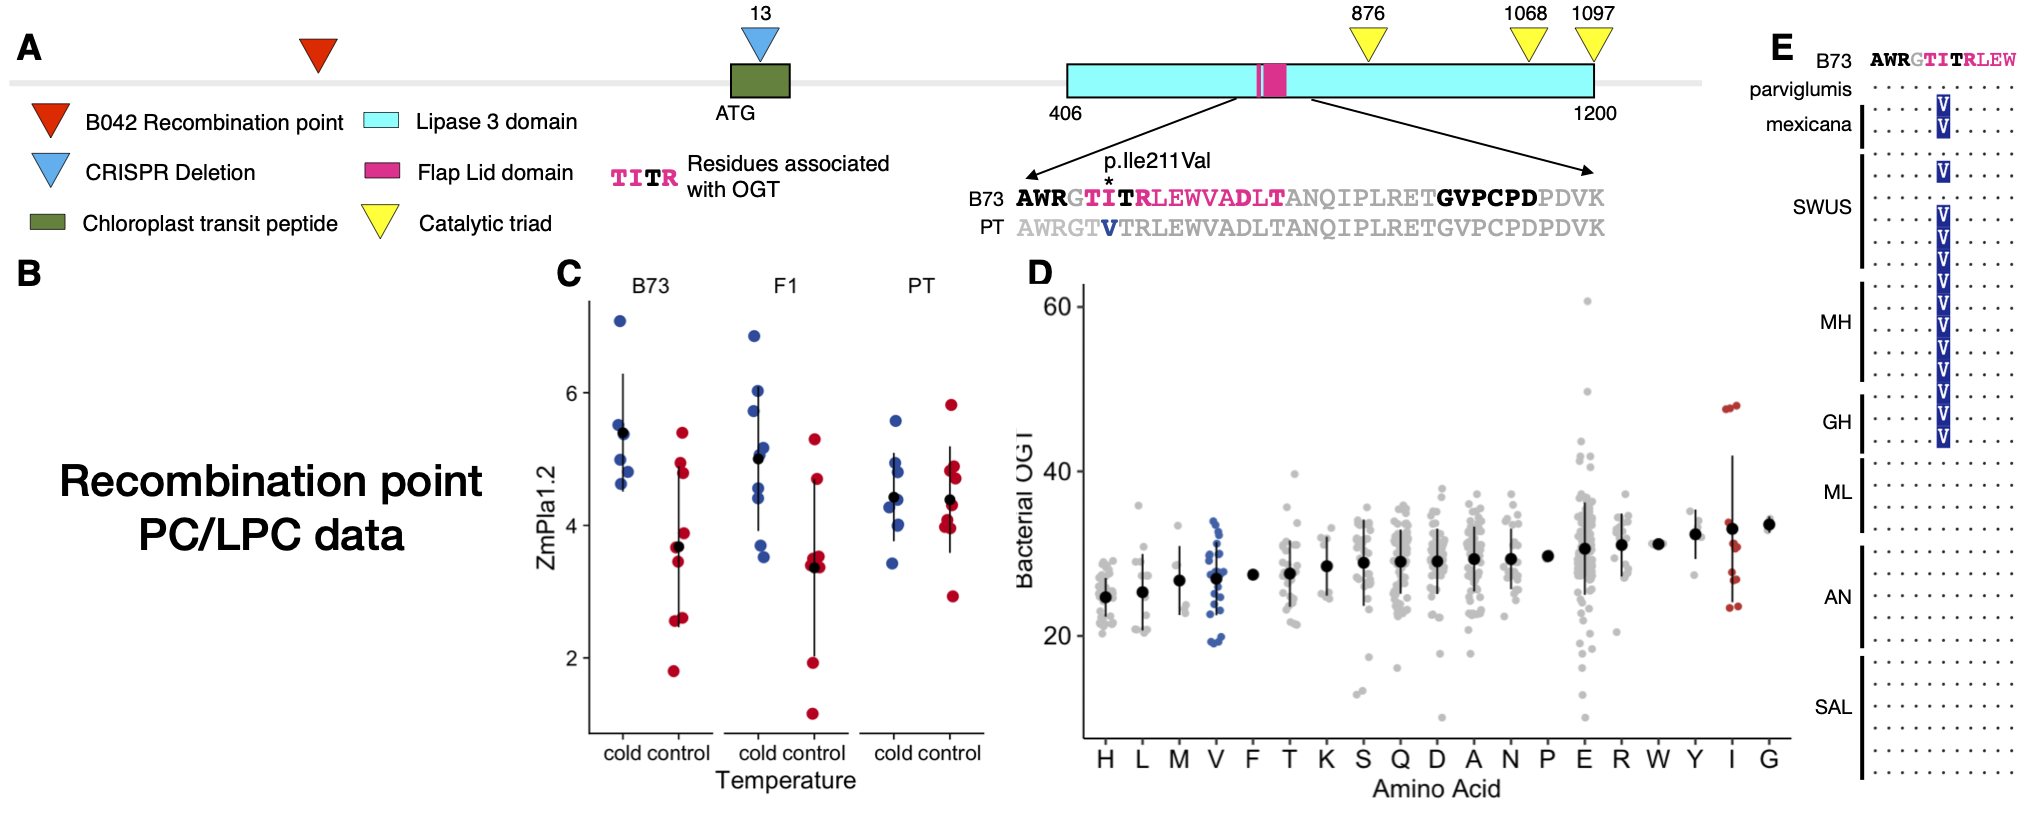 A
13
876
1068
1097
ATG
406
1200
B042 Recombination point
CRISPR Deletion
Chloroplast transit peptide
Lipase 3 domain
Flap Lid domain
Catalytic triad
TITR
Residues associated
with OGT
p.Ile211Val
*
B73 AWRGTITRLEWVADLTANQIPLRETGVPCPDPDVK
PT AWRGTVTRLEWVADLTANQIPLRETGVPCPDPDVK
B
Recombination point
PC/LPC data
C
B73
F1
PT
ZmPla1.2
6
4
2
cold control
cold control
cold control
Temperature
D
Bacterial OGT
60
40
20
H L M V F T K S Q D A N P E R W Y I G
Amino Acid
E
B73 AWRGTITRLEW
parviglumis
V
mexicana
V
V
SWUS
V
V
V
V
MH
V
V
V
V
V
GH
V
V
ML
AN
SAL